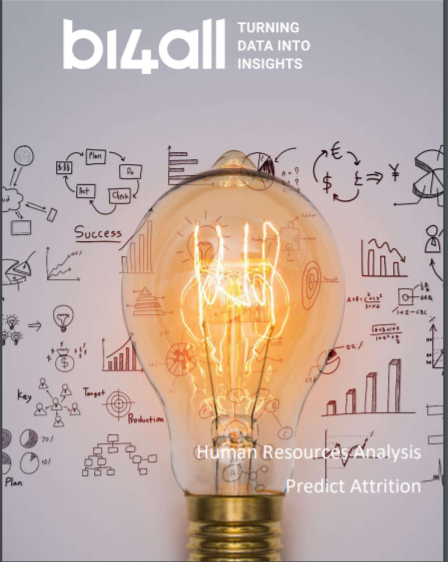 bi4all
TURNING
DATA INTO
INSIGHTS
Plan
$$$
Do
Act
Check
€
$
£
¥
Success
Key
Target
Production
70%
Plan
Human Resources Analysis
Predict Attrition